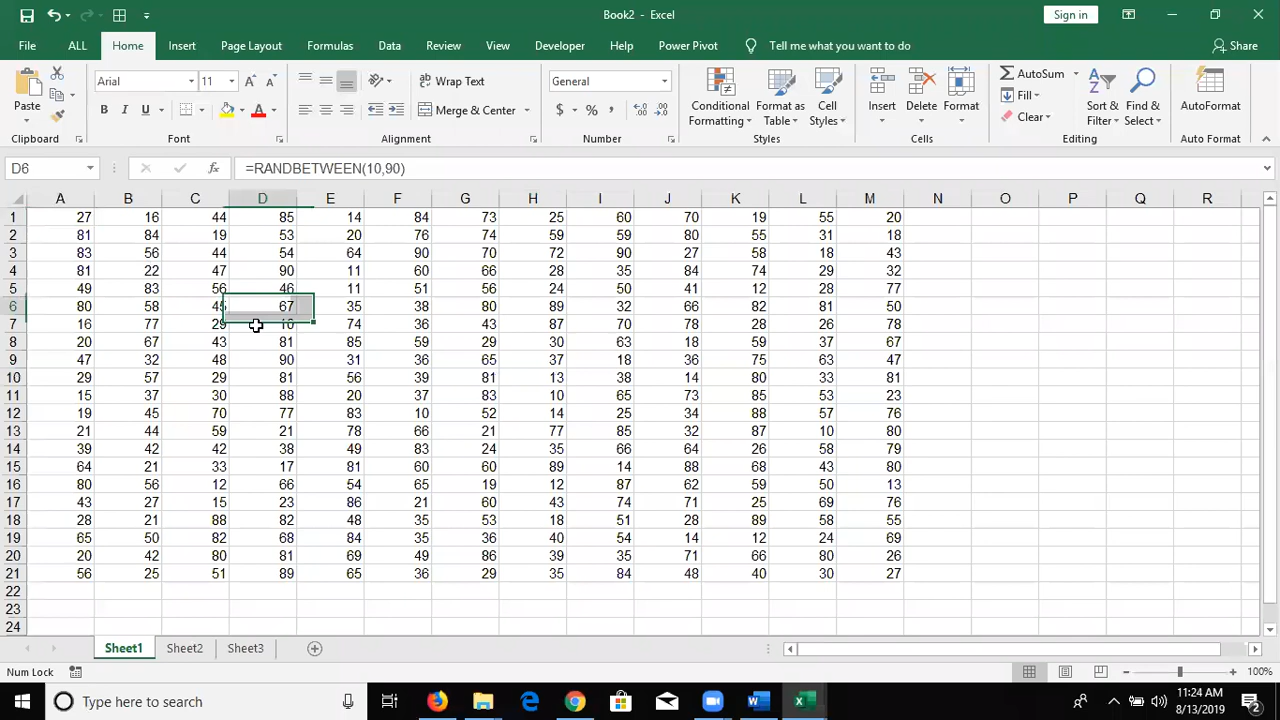 Book2 - Excel
Sign in
File ALL Home Insert Page Layout Formulas Data Review View Developer Help Power Pivot Tell me what you want to do Share
Paste
Clipboard
Arial 11
B I U
Font
Wrap Text
Merge & Center
Alignment
General
$ % ,
Number
Conditional Formatting
Format as Table
Cell Styles
Styles
Insert Delete Format
Cells
AutoSum
Fill
Clear
Sort & Filter
Find & Select
Editing
AutoFormat
Auto Format
D6 fx =RANDBETWEEN(10,90)
A B C D E F G H I J K L M N O P Q R
1 27 16 44 85 14 84 73 25 60 70 19 55 20
2 81 84 19 53 20 76 74 59 59 80 55 31 18
3 83 56 44 54 64 90 70 72 90 27 58 18 43
4 81 22 47 90 11 60 66 28 35 84 74 29 32
5 49 83 56 46 11 51 56 24 50 41 12 28 77
6 80 58 45 67 35 38 80 89 32 66 82 81 50
7 16 77 29 10 74 36 43 87 70 78 28 26 78
8 20 67 43 81 85 59 29 30 63 18 59 37 67
9 47 32 48 90 31 36 65 37 18 36 75 63 47
10 29 57 29 81 56 39 81 13 38 14 80 33 81
11 15 37 30 88 20 37 83 10 65 73 85 53 23
12 19 45 70 77 83 10 52 14 25 34 88 57 76
13 21 44 59 21 78 66 21 77 85 32 87 10 80
14 39 42 42 38 49 83 24 35 66 64 26 58 79
15 64 21 33 17 81 60 60 89 14 88 68 43 80
16 80 56 12 66 54 65 19 12 87 62 59 50 13
17 43 27 15 23 86 21 60 43 74 71 25 69 76
18 28 21 88 82 48 35 53 18 51 28 89 58 55
19 65 50 82 68 84 35 36 40 54 14 12 24 69
20 20 42 80 81 69 49 86 39 35 71 66 80 26
21 56 25 51 89 65 36 29 35 84 48 40 30 27
22
23
24
Sheet1 Sheet2 Sheet3
Num Lock 100%
Type here to search
11:24 AM
8/13/2019
2